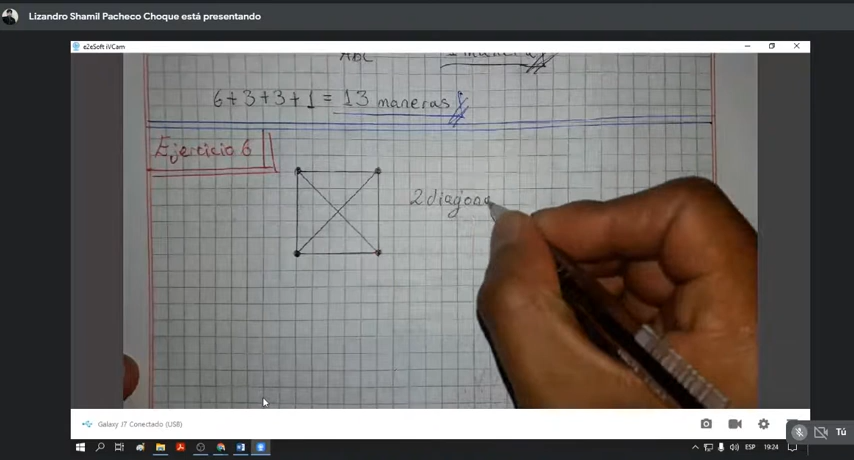 Lizandro Shamil Pacheco Choque está presentando
e2eSoft iVCam
ABC
6+3+3+1 = 13 maneras
Ejercicio 6
2 diagona
Galaxy J7 Conectado (USB)
Tú
ESP
19:24